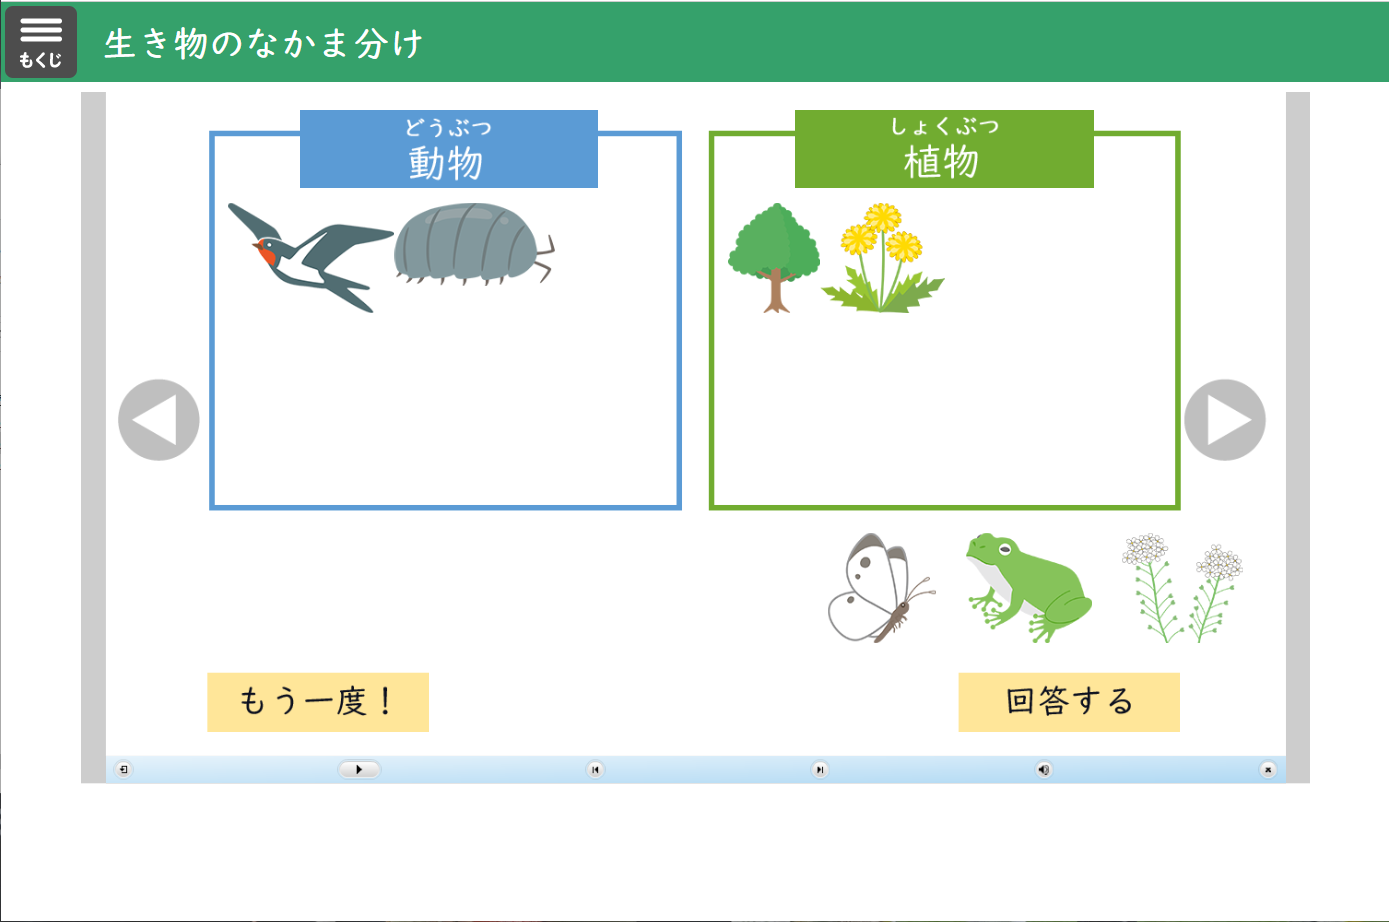 もくじ
生き物のなかま分け
どうぶつ
動物
しょくぶつ
植物
もう一度！
回答する